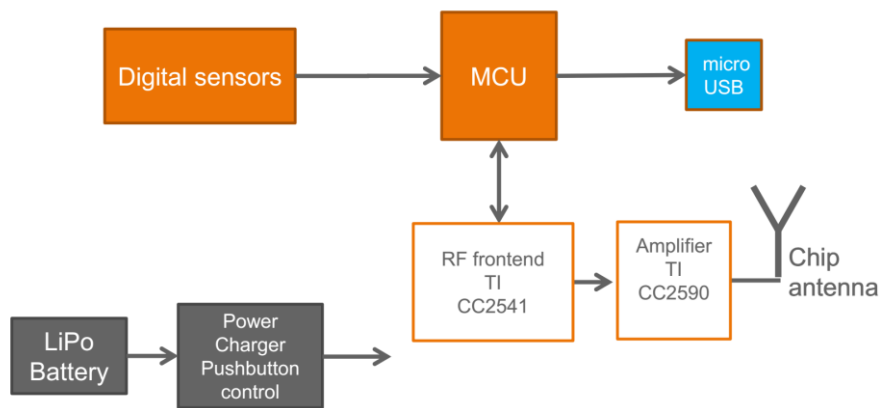 Digital sensors
MCU
micro
USB
RF frontend
TI
CC2541
Amplifier
TI
CC2590
Chip
antenna
LiPo
Battery
Power
Charger
Pushbutton
control